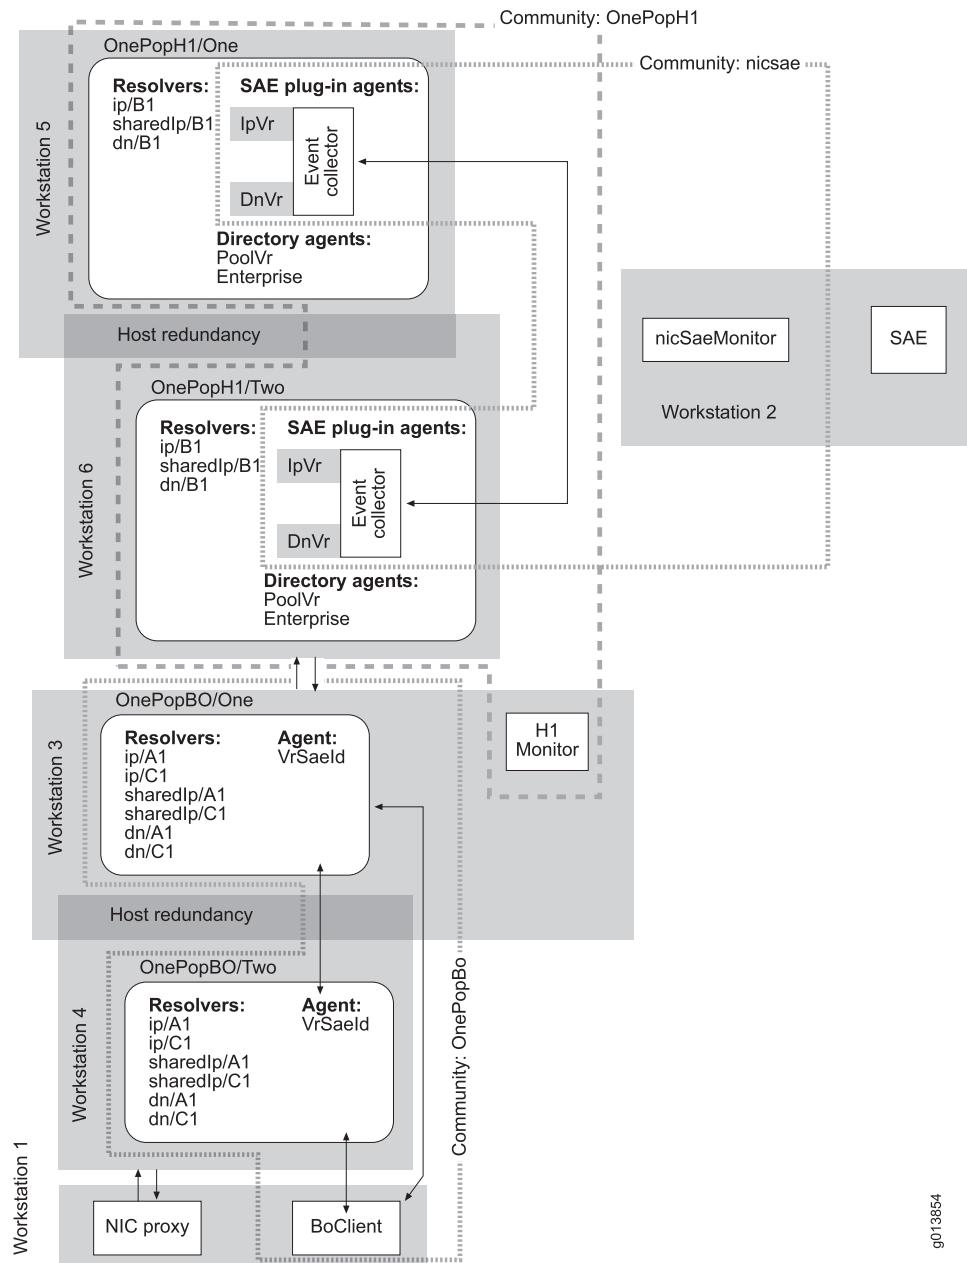 Community: OnePopH1
OnePopH1/One
Community: nicsae
Workstation 5
Resolvers:
ip/B1
sharedIp/B1
dn/B1
SAE plug-in agents:
IpVr
DnVr
Event
collector
Directory agents:
PoolVr
Enterprise
Host redundancy
nicSaeMonitor
SAE
Workstation 2
OnePopH1/Two
Workstation 6
Resolvers:
ip/B1
sharedIp/B1
dn/B1
SAE plug-in agents:
IpVr
DnVr
Event
collector
Directory agents:
PoolVr
Enterprise
OnePopBO/One
Workstation 3
Resolvers:
ip/A1
ip/C1
sharedIp/A1
sharedIp/C1
dn/A1
dn/C1
Agent:
VrSaeId
H1
Monitor
Host redundancy
OnePopBO/Two
Workstation 4
Resolvers:
ip/A1
ip/C1
sharedIp/A1
sharedIp/C1
dn/A1
dn/C1
Agent:
VrSaeId
Community: OnePopBo
Workstation 1
NIC proxy
BoClient
g013854